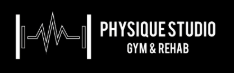 PHYSIQUE STUDIO
GYM & REHAB